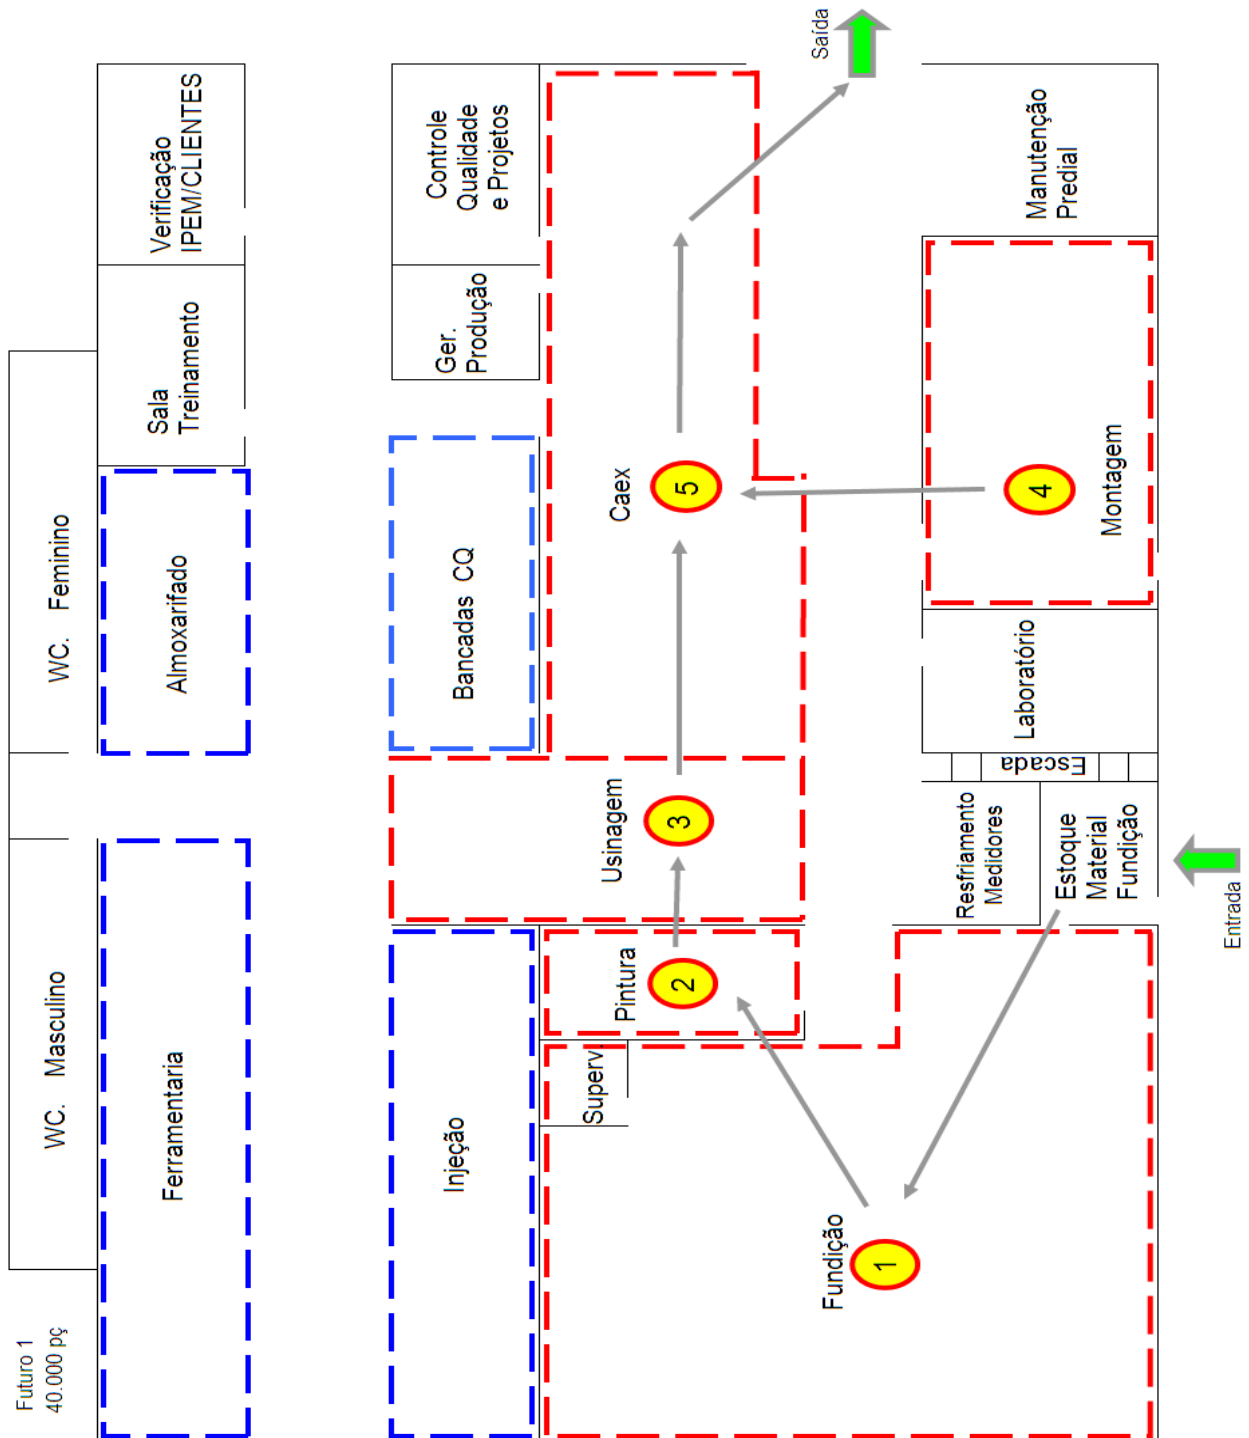 Futuro 1
40.000 pç
WC. Masculino
WC. Feminino
Ferramentaria
Almoxarifado
Sala
Treinamento
Verificação
IPEM/CLIENTES
Injeção
Bancadas CQ
Ger.
Produção
Controle
Qualidade
e Projetos
Superv.
Pintura
2
Usinagem
3
Caex
5
Saída
Fundição
1
Resfriamento
Medidores
Estoque
Material
Fundição
Escada
Laboratório
4
Montagem
Manutenção
Predial
Entrada